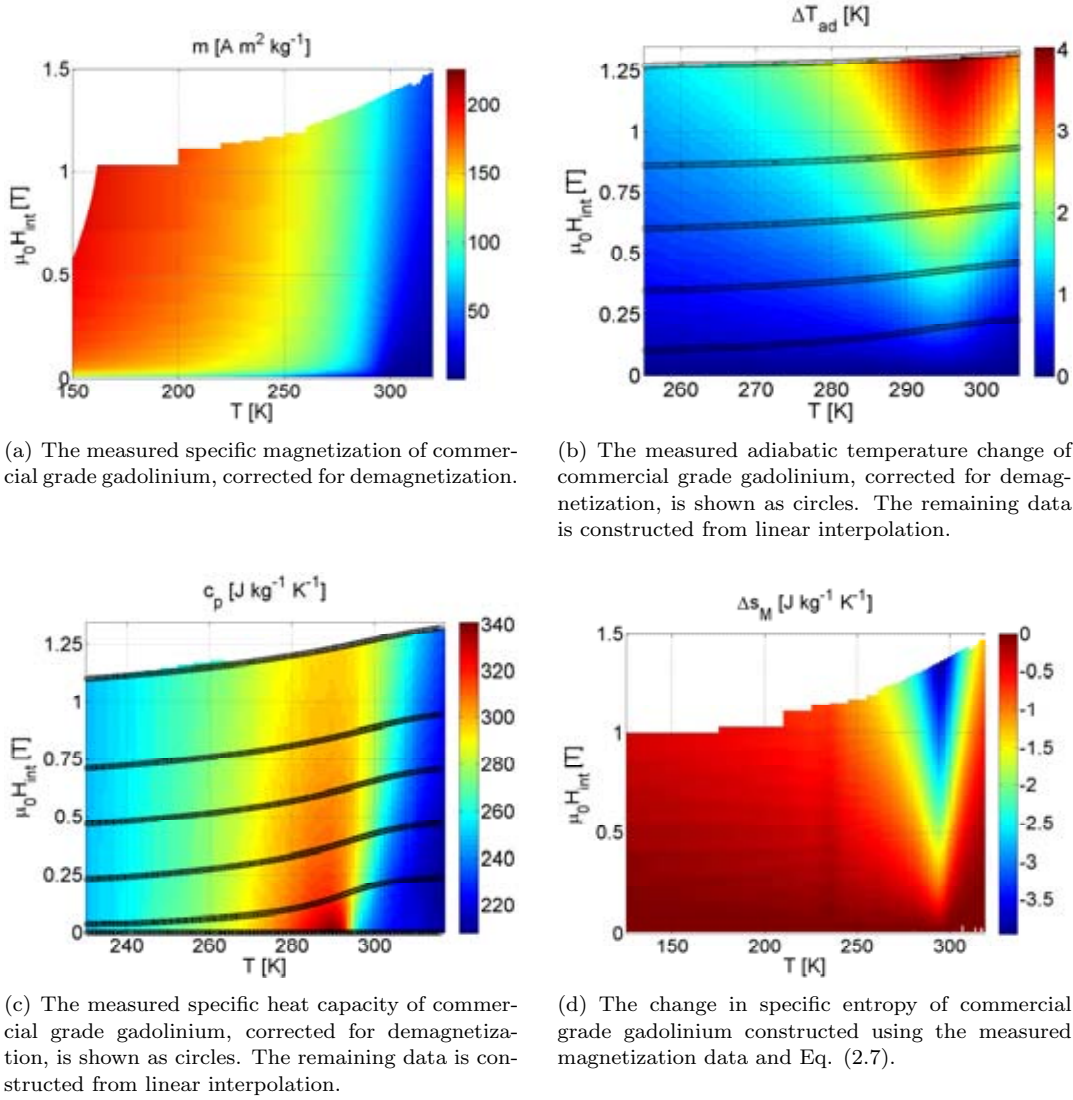 m [A m² kg⁻¹]
1.5
1
0.5
0
μ₀H_int [T]
150
200
250
300
T [K]
200
150
100
50
ΔT_ad [K]
1.25
1
0.75
0.5
0.25
0
μ₀H_int [T]
260
270
280
290
300
T [K]
4
3
2
1
0
(a) The measured specific magnetization of commer-
cial grade gadolinium, corrected for demagnetization.
(b) The measured adiabatic temperature change of
commercial grade gadolinium, corrected for demag-
netization, is shown as circles. The remaining data
is constructed from linear interpolation.
c_p [J kg⁻¹ K⁻¹]
1.25
1
0.75
0.5
0.25
0
μ₀H_int [T]
240
260
280
300
T [K]
340
320
300
280
260
240
220
Δs_M [J kg⁻¹ K⁻¹]
1.5
1
0.5
0
μ₀H_int [T]
150
200
250
300
T [K]
0
-0.5
-1
-1.5
-2
-2.5
-3
-3.5
(c) The measured specific heat capacity of commer-
cial grade gadolinium, corrected for demagnetiza-
tion, is shown as circles. The remaining data is con-
structed from linear interpolation.
(d) The change in specific entropy of commercial
grade gadolinium constructed using the measured
magnetization data and Eq. (2.7).